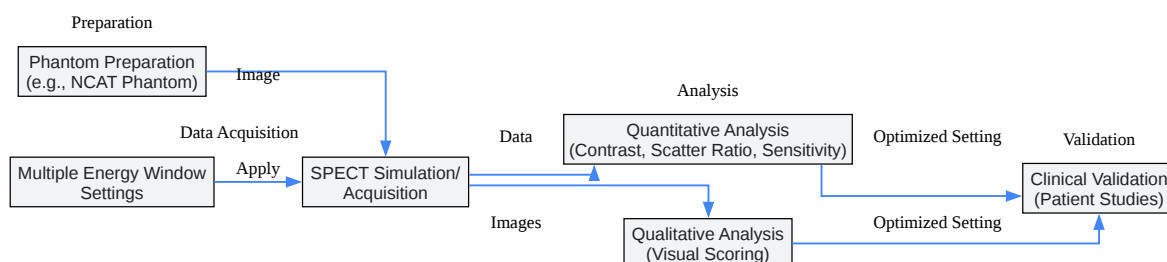 Preparation
Phantom Preparation
(e.g., NCAT Phantom)
Image
Analysis
Data Acquisition
Data
Quantitative Analysis
(Contrast, Scatter Ratio, Sensitivity)
Optimized Setting
Validation
Multiple Energy Window
Settings
Apply
SPECT Simulation/
Acquisition
Clinical Validation
(Patient Studies)
Images
Qualitative Analysis
(Visual Scoring)
Optimized Setting